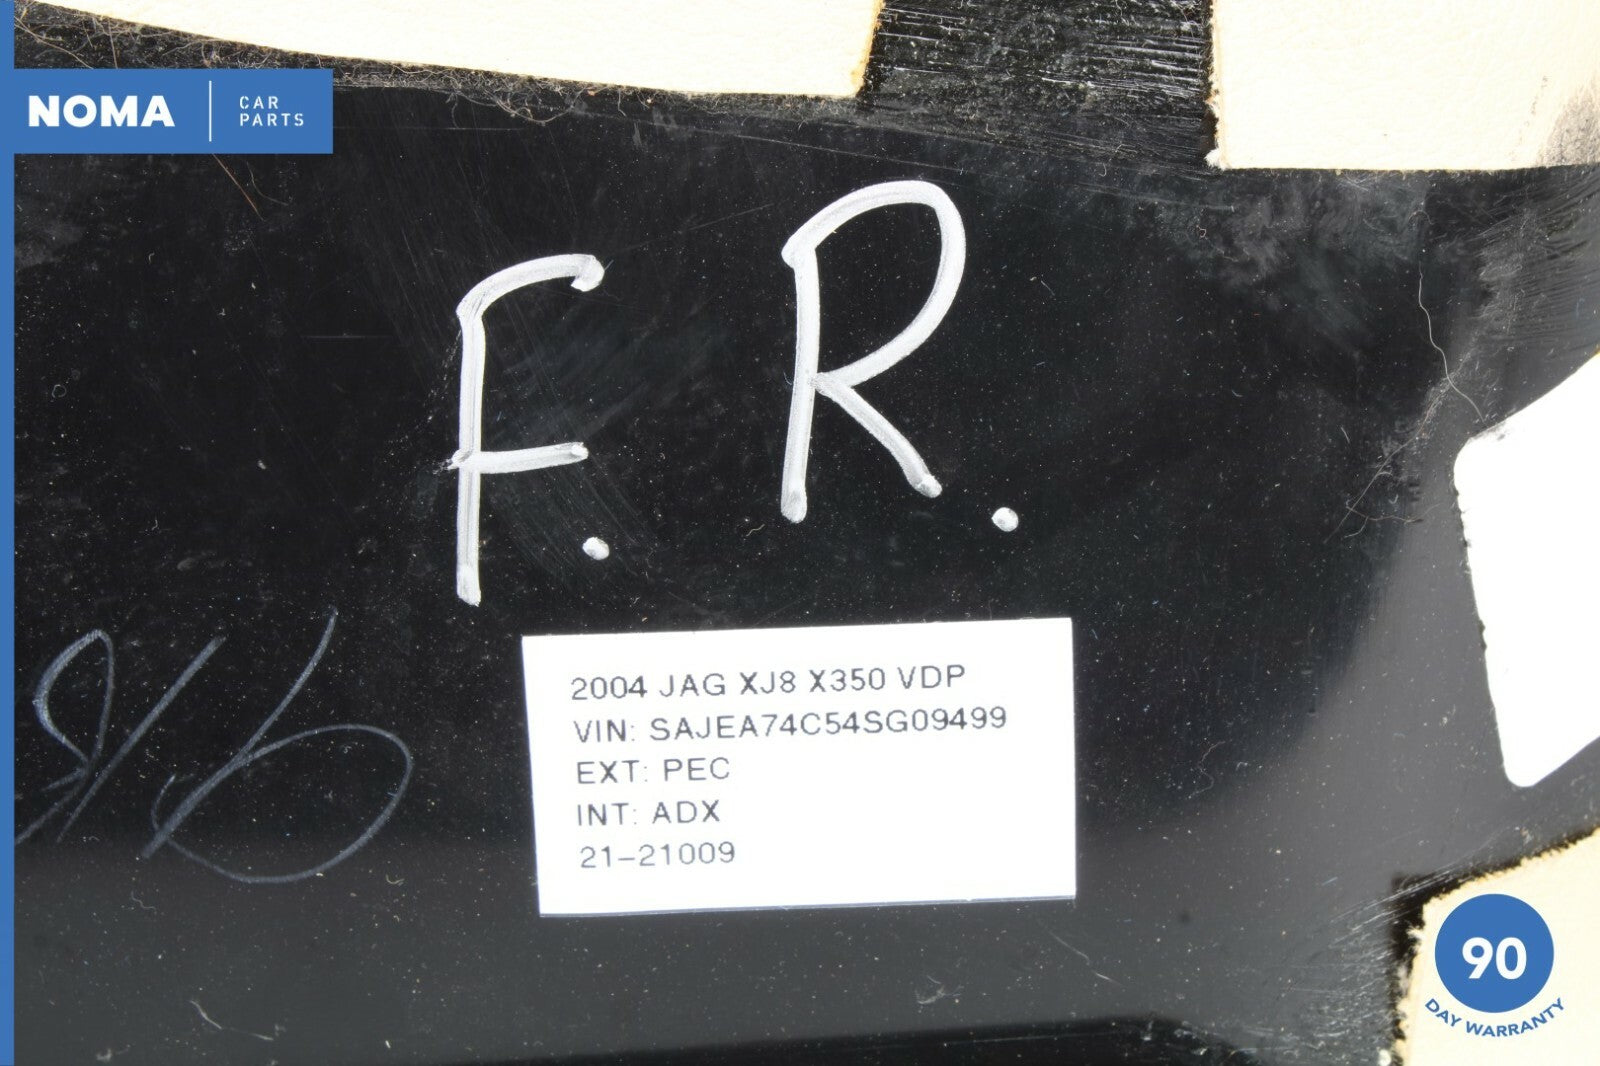 NOMA
CAR
PARTS
F. R.
2004 JAG XJ8 X350 VDP
VIN: SAJEA74C54SG09499
EXT: PEC
INT: ADX
21-21009
90
DAY WARRANTY